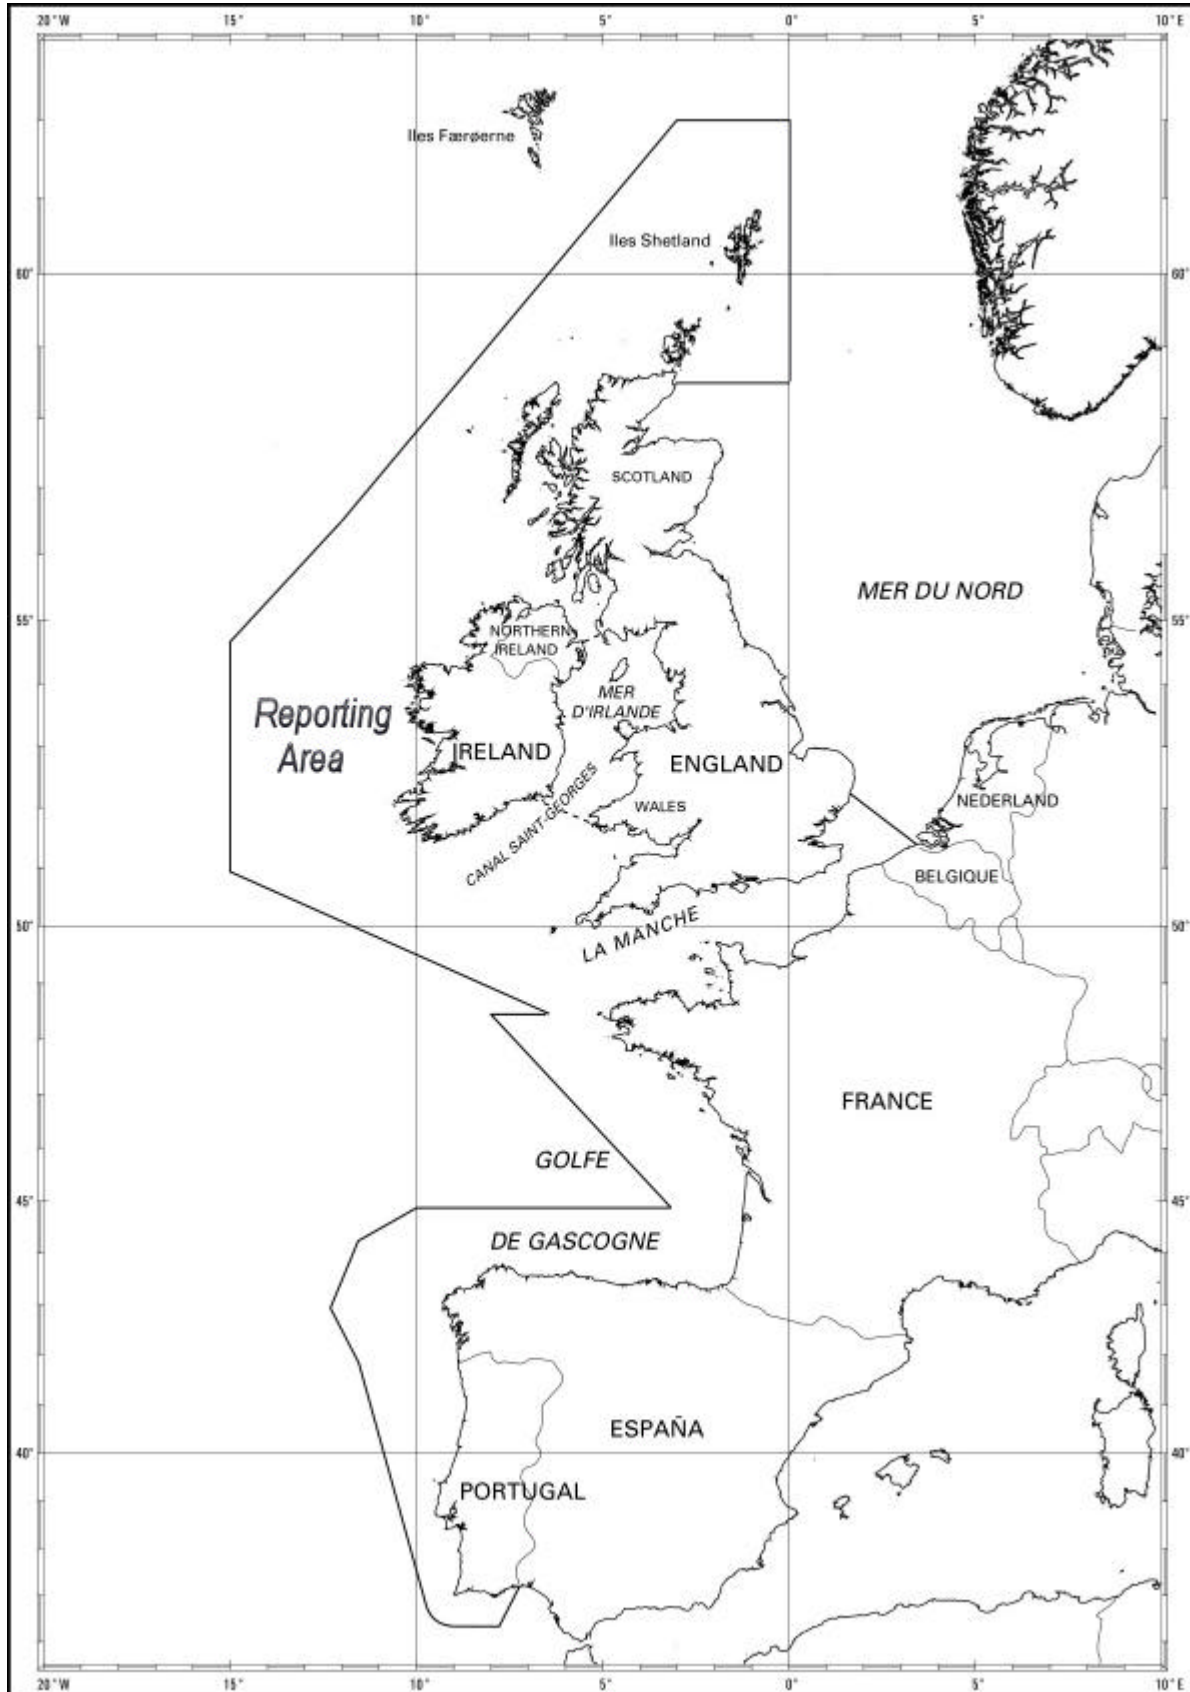 20°W 15° 10° 5° 0° 5° 10°E
Iles Færøerne
Iles Shetland
60° 60°
SCOTLAND
MER DU NORD
55° 55°
NORTHERN
IRELAND
MER
D'IRLANDE
Reporting
Area
IRELAND
ENGLAND
CANAL SAINT-GEORGES
WALES
NEDERLAND
BELGIQUE
LA MANCHE
50° 50°
FRANCE
GOLFE
45° 45°
DE GASCOGNE
ESPAÑA
40° 40°
PORTUGAL
20°W 15° 10° 5° 0° 5° 10°E